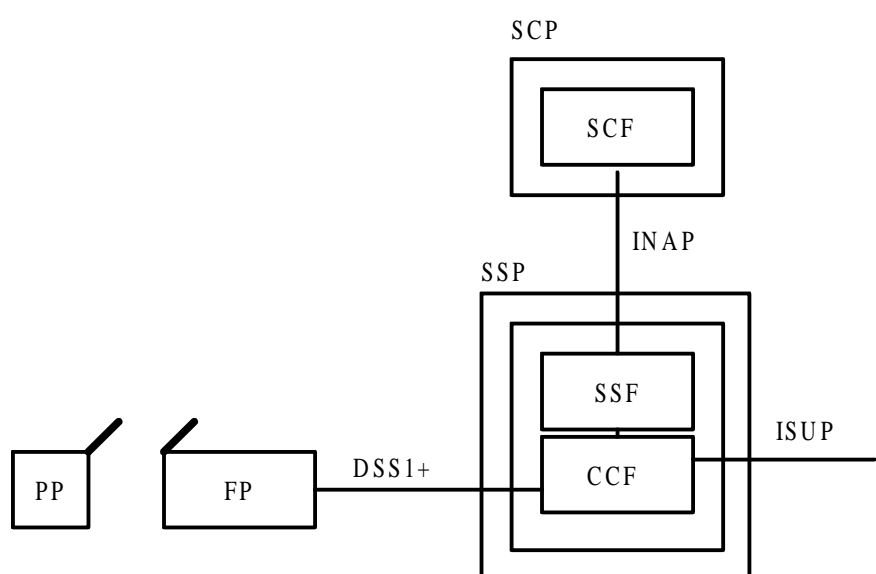 SCP
SCF
INAP
SSP
SSF
ISUP
DSS1+
CCF
PP
FP